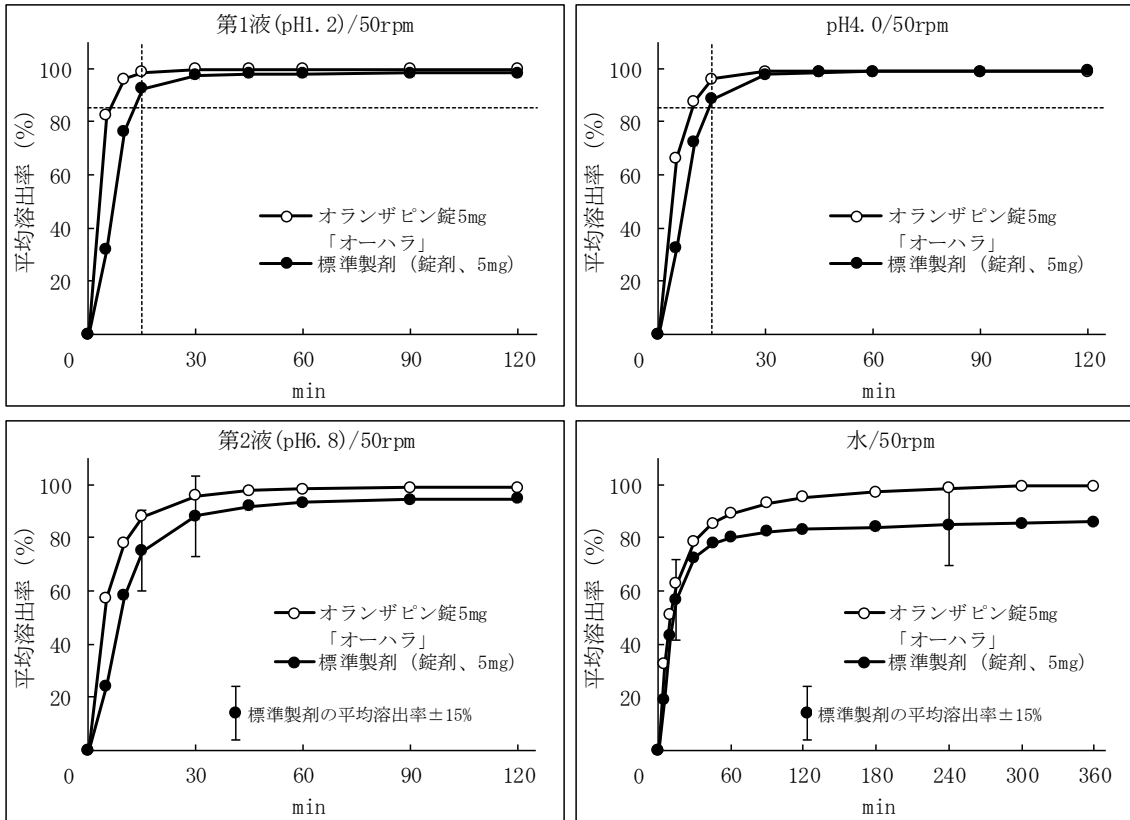 第1液(pH1.2)/50rpm
平均溶出率 (%)
100
80
60
40
20
0
30
60
90
120
min
オランザピン錠5mg
「オーハラ」
標準製剤 (錠剤、5mg)
pH4.0/50rpm
平均溶出率 (%)
100
80
60
40
20
0
30
60
90
120
min
オランザピン錠5mg
「オーハラ」
標準製剤 (錠剤、5mg)
第2液(pH6.8)/50rpm
平均溶出率 (%)
100
80
60
40
20
0
30
60
90
120
min
オランザピン錠5mg
「オーハラ」
標準製剤 (錠剤、5mg)
標準製剤の平均溶出率±15%
水/50rpm
平均溶出率 (%)
100
80
60
40
20
0
60
120
180
240
300
360
min
オランザピン錠5mg
「オーハラ」
標準製剤 (錠剤、5mg)
標準製剤の平均溶出率±15%